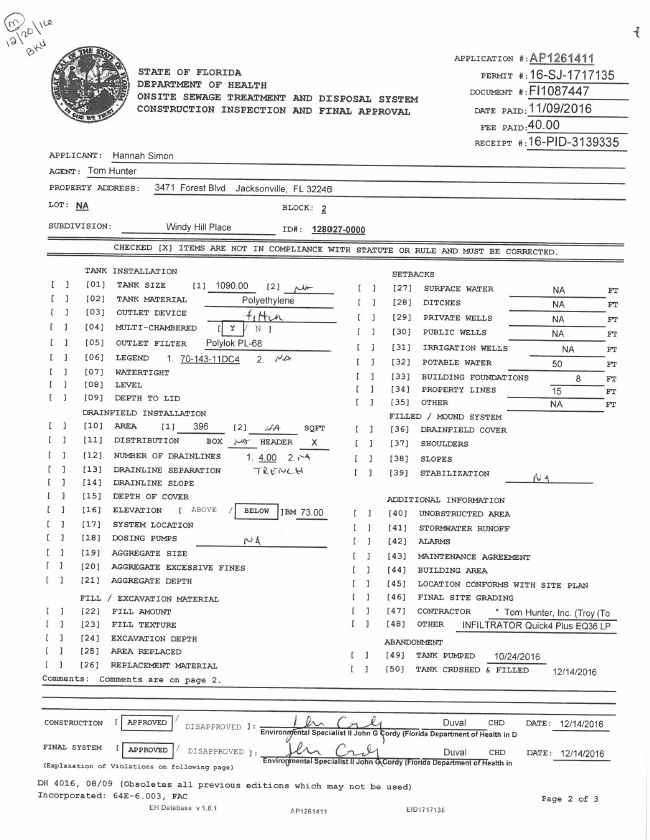 m
12/20/16
BKH
STATE OF FLORIDA
DEPARTMENT OF HEALTH
ONSITE SEWAGE TREATMENT AND DISPOSAL SYSTEM
CONSTRUCTION INSPECTION AND FINAL APPROVAL
APPLICATION #: AP1261411
PERMIT #: 16-SJ-1717135
DOCUMENT #: FI1087447
DATE PAID: 11/09/2016
FEE PAID: 40.00
RECEIPT #: 16-PID-3139335
APPLICANT: Hannah Simon
AGENT: Tom Hunter
PROPERTY ADDRESS: 3471 Forest Blvd Jacksonville, FL 32246
LOT: NA BLOCK: 2
SUBDIVISION: Windy Hill Place ID#: 128027-0000
CHECKED [X] ITEMS ARE NOT IN COMPLIANCE WITH STATUTE OR RULE AND MUST BE CORRECTED.
TANK INSTALLATION
[ ] [01] TANK SIZE [1] 1090.00 [2] NA
[ ] [02] TANK MATERIAL Polyethylene
[ ] [03] OUTLET DEVICE filter
[ ] [04] MULTI-CHAMBERED [ Y / N ]
[ ] [05] OUTLET FILTER Polylok PL-68
[ ] [06] LEGEND 1. 70-143-11DC4 2. NA
[ ] [07] WATERTIGHT
[ ] [08] LEVEL
[ ] [09] DEPTH TO LID
DRAINFIELD INSTALLATION
[ ] [10] AREA [1] 396 [2] NA SQFT
[ ] [11] DISTRIBUTION BOX NA HEADER X
[ ] [12] NUMBER OF DRAINLINES 1. 4.00 2. NA
[ ] [13] DRAINLINE SEPARATION TRENCH
[ ] [14] DRAINLINE SLOPE
[ ] [15] DEPTH OF COVER
[ ] [16] ELEVATION [ ABOVE / BELOW ]BM 73.00
[ ] [17] SYSTEM LOCATION
[ ] [18] DOSING PUMPS NA
[ ] [19] AGGREGATE SIZE
[ ] [20] AGGREGATE EXCESSIVE FINES
[ ] [21] AGGREGATE DEPTH
FILL / EXCAVATION MATERIAL
[ ] [22] FILL AMOUNT
[ ] [23] FILL TEXTURE
[ ] [24] EXCAVATION DEPTH
[ ] [25] AREA REPLACED
[ ] [26] REPLACEMENT MATERIAL
SETBACKS
[ ] [27] SURFACE WATER NA FT
[ ] [28] DITCHES NA FT
[ ] [29] PRIVATE WELLS NA FT
[ ] [30] PUBLIC WELLS NA FT
[ ] [31] IRRIGATION WELLS NA FT
[ ] [32] POTABLE WATER 50 FT
[ ] [33] BUILDING FOUNDATIONS 8 FT
[ ] [34] PROPERTY LINES 15 FT
[ ] [35] OTHER NA FT
FILLED / MOUND SYSTEM
[ ] [36] DRAINFIELD COVER
[ ] [37] SHOULDERS
[ ] [38] SLOPES
[ ] [39] STABILIZATION NA
ADDITIONAL INFORMATION
[ ] [40] UNOBSTRUCTED AREA
[ ] [41] STORMWATER RUNOFF
[ ] [42] ALARMS
[ ] [43] MAINTENANCE AGREEMENT
[ ] [44] BUILDING AREA
[ ] [45] LOCATION CONFORMS WITH SITE PLAN
[ ] [46] FINAL SITE GRADING
[ ] [47] CONTRACTOR * Tom Hunter, Inc. (Troy (To
[ ] [48] OTHER INFILTRATOR Quick4 Plus EQ36 LP
ABANDONMENT
[ ] [49] TANK PUMPED 10/24/2016
[ ] [50] TANK CRUSHED & FILLED 12/14/2016
Comments: Comments are on page 2.
CONSTRUCTION [ APPROVED / DISAPPROVED ]: John Cordy Duval CHD DATE: 12/14/2016
Environmental Specialist II John G Cordy (Florida Department of Health in D
FINAL SYSTEM [ APPROVED / DISAPPROVED ]: John Cordy Duval CHD DATE: 12/14/2016
Environmental Specialist II John G Cordy (Florida Department of Health in
(Explanation of Violations on following page)
DH 4016, 08/09 (Obsoletes all previous editions which may not be used)
Incorporated: 64E-6.003, FAC
Page 2 of 3
EH Database v 1.0.1 AP1261411 EID1717135